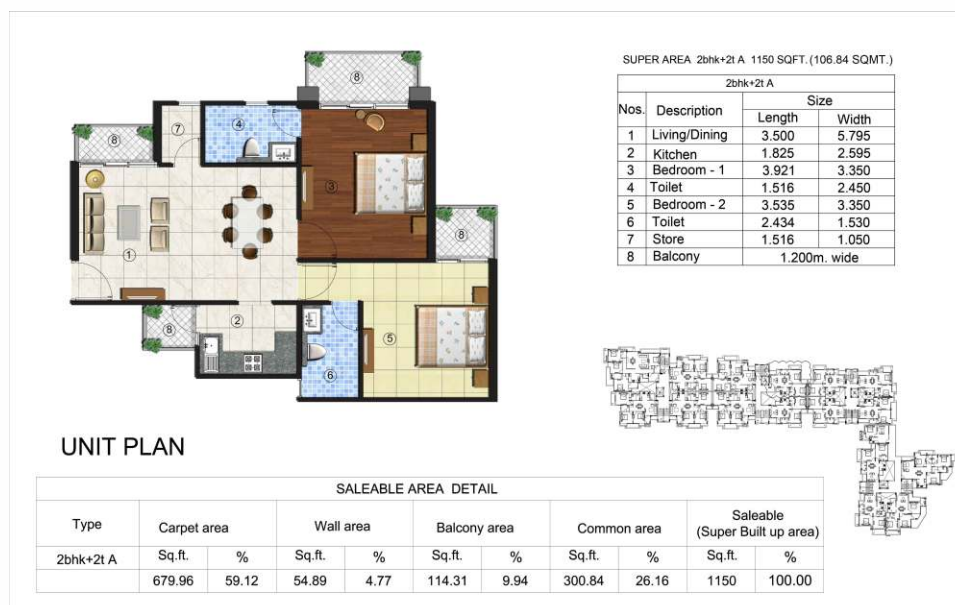 SUPER AREA 2bhk+2t A 1150 SQFT. (106.84 SQMT.)
2bhk+2t A
Nos. Description Size
Length Width
1 Living/Dining 3.500 5.795
2 Kitchen 1.825 2.595
3 Bedroom - 1 3.921 3.350
4 Toilet 1.516 2.450
5 Bedroom - 2 3.535 3.350
6 Toilet 2.434 1.530
7 Store 1.516 1.050
8 Balcony 1.200m. wide
8
7
4
8
3
8
1
2
8
5
6
UNIT PLAN
SALEABLE AREA DETAIL
Type Carpet area Wall area Balcony area Common area Saleable
(Super Built up area)
2bhk+2t A Sq.ft. % Sq.ft. % Sq.ft. % Sq.ft. % Sq.ft. %
679.96 59.12 54.89 4.77 114.31 9.94 300.84 26.16 1150 100.00